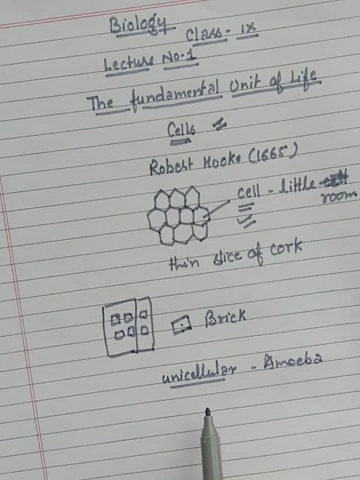 Biology
Class - IX
Lecture No.1
The fundamental Unit of Life
Cells
Robert Hooke (1665)
cell - little
room
thin slice of cork
Brick
unicellular - Amoeba